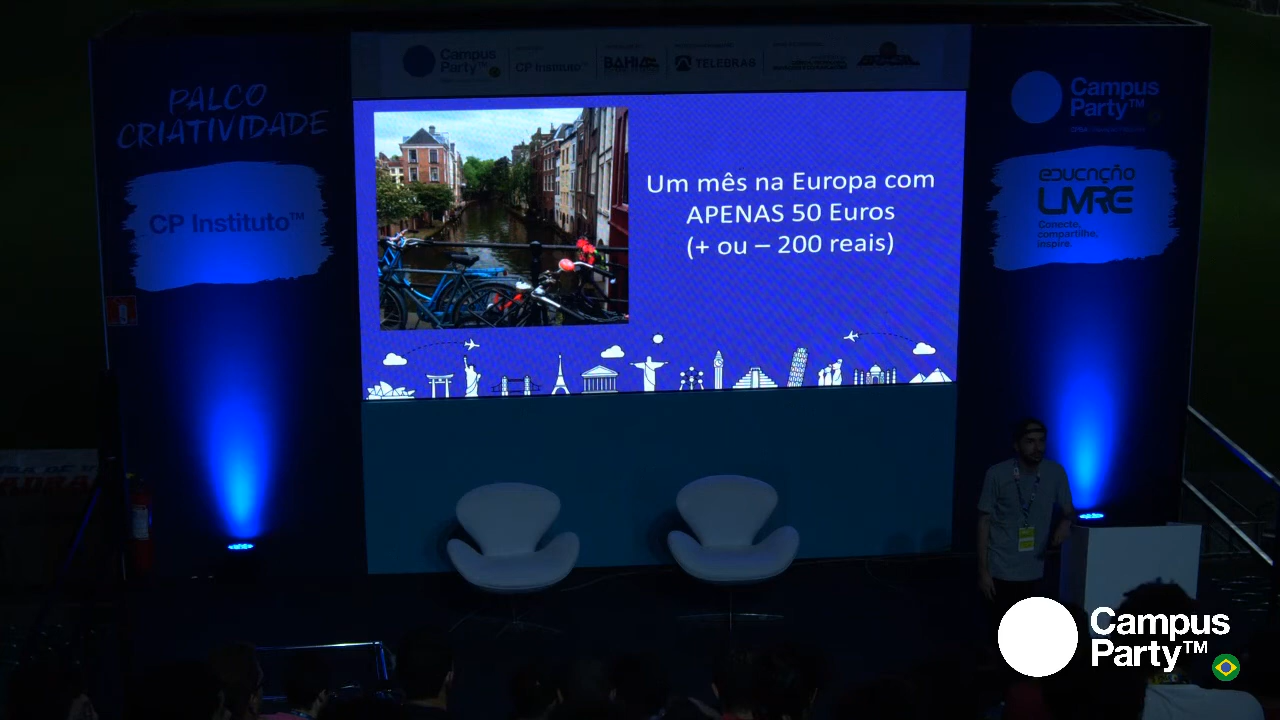 PALCO
CRIATIVIDADE
CP Instituto™
Campus
Party™
CP Instituto™
BAHIA
TELEBRAS
Um mês na Europa com
APENAS 50 Euros
(+ ou – 200 reais)
Campus
Party™
EDUCAÇÃO
LIVRE
Conecte,
compartilhe,
inspire.
Campus
Party™